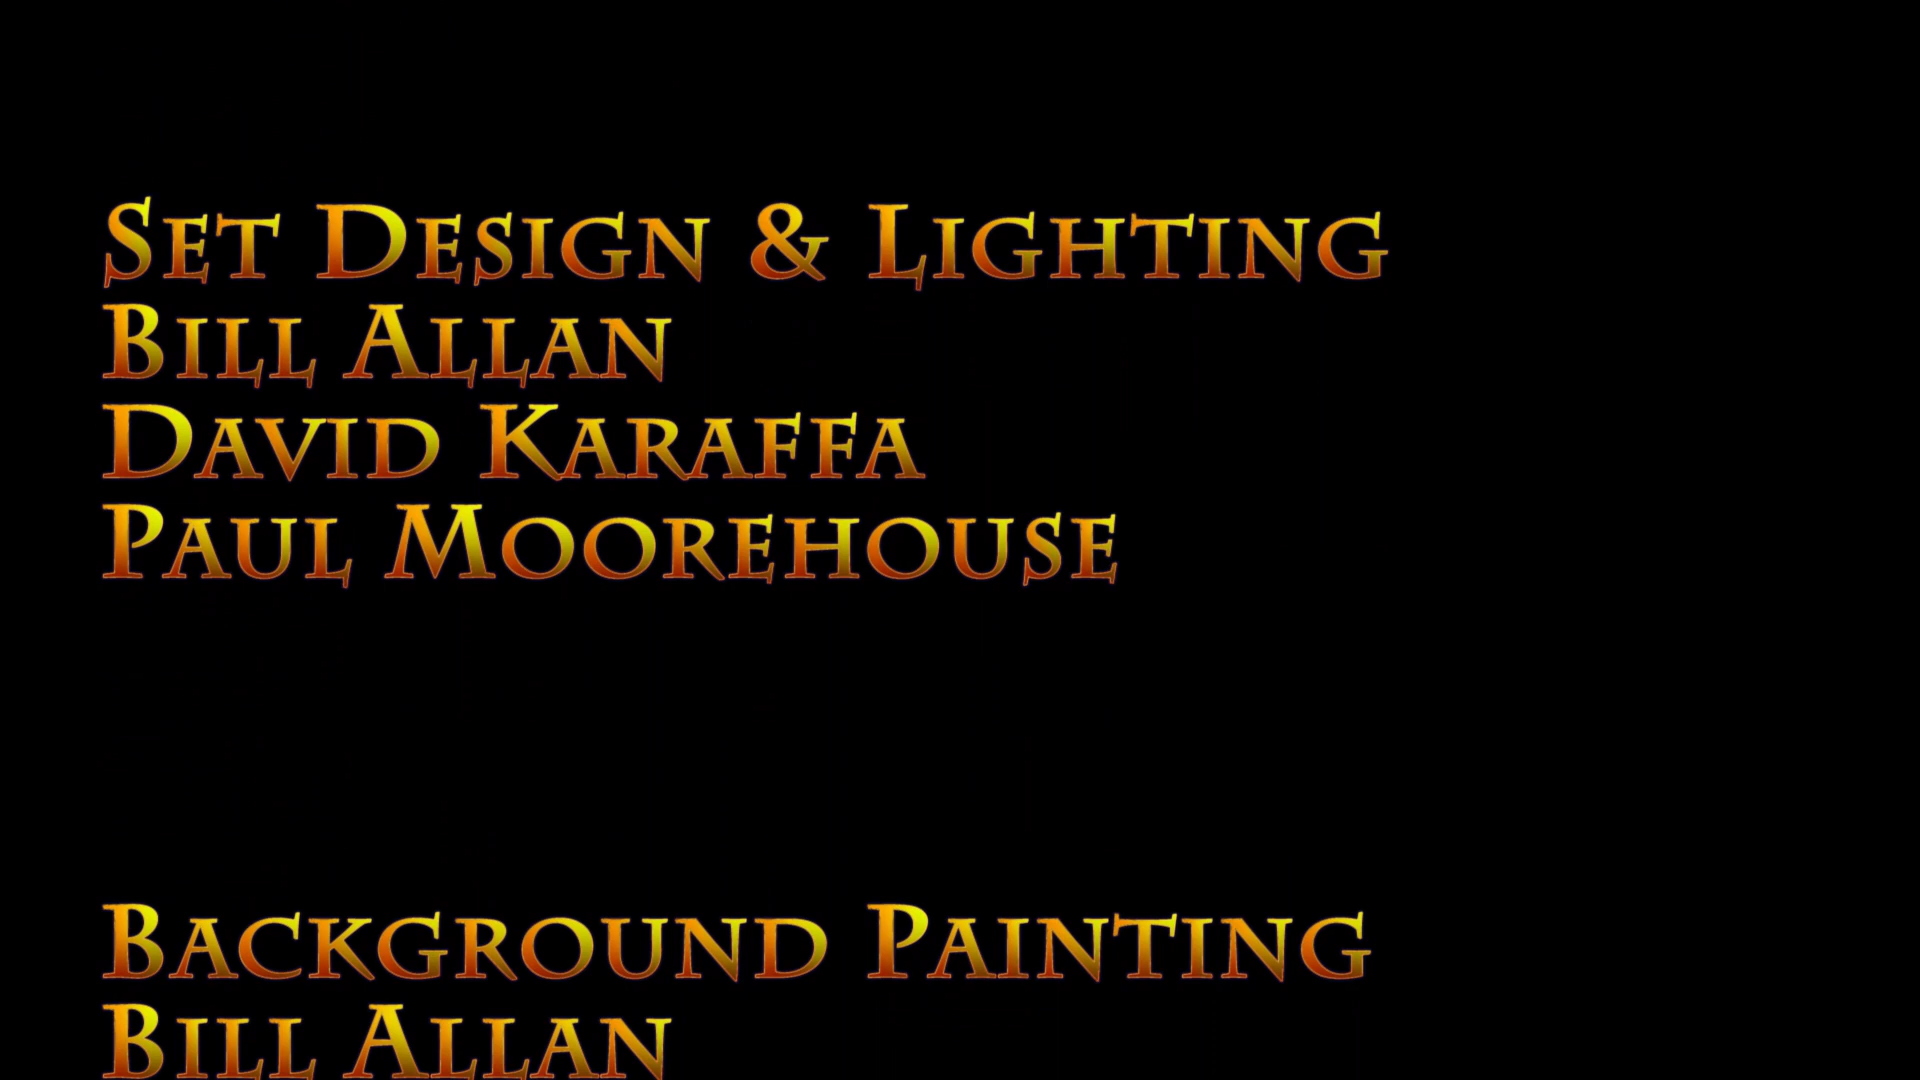 Set Design & Lighting
Bill Allan
David Karaffa
Paul Moorehouse
Background Painting
Bill Allan